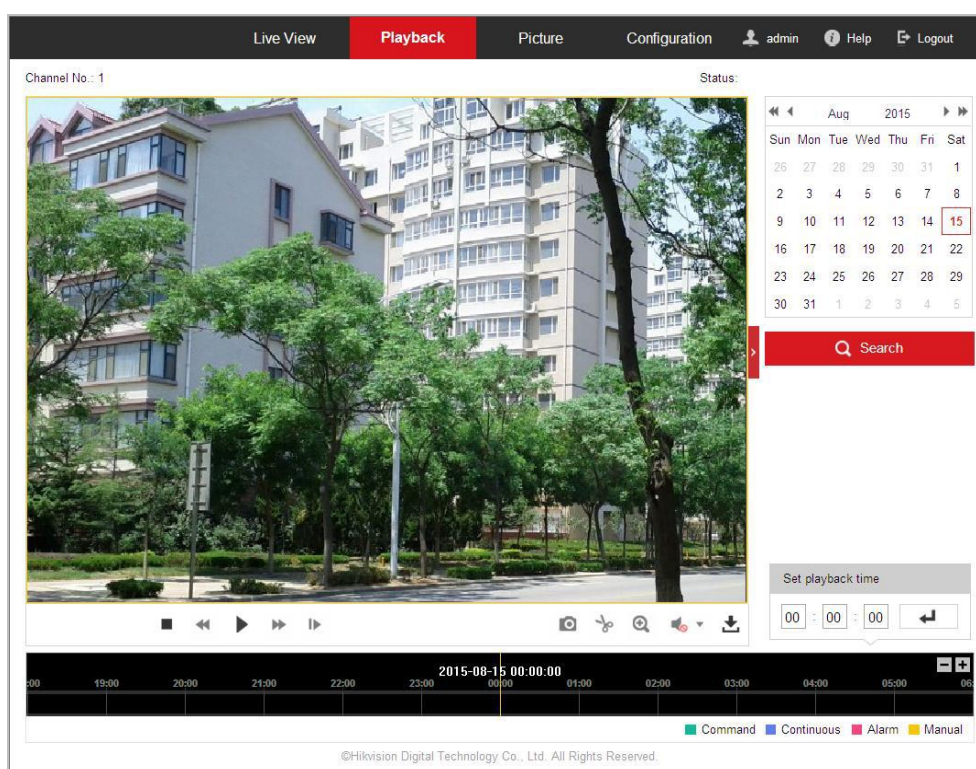 Live View Playback Picture Configuration admin Help Logout
Channel No.: 1 Status:
Aug 2015
Sun Mon Tue Wed Thu Fri Sat
26 27 28 29 30 31 1
2 3 4 5 6 7 8
9 10 11 12 13 14 15
16 17 18 19 20 21 22
23 24 25 26 27 28 29
30 31 1 2 3 4 5
Search
Set playback time
00 : 00 : 00
2015-08-15 00:00:00
:00 19:00 20:00 21:00 22:00 23:00 00:00 01:00 02:00 03:00 04:00 05:00 06:
Command Continuous Alarm Manual
©Hikvision Digital Technology Co., Ltd. All Rights Reserved.